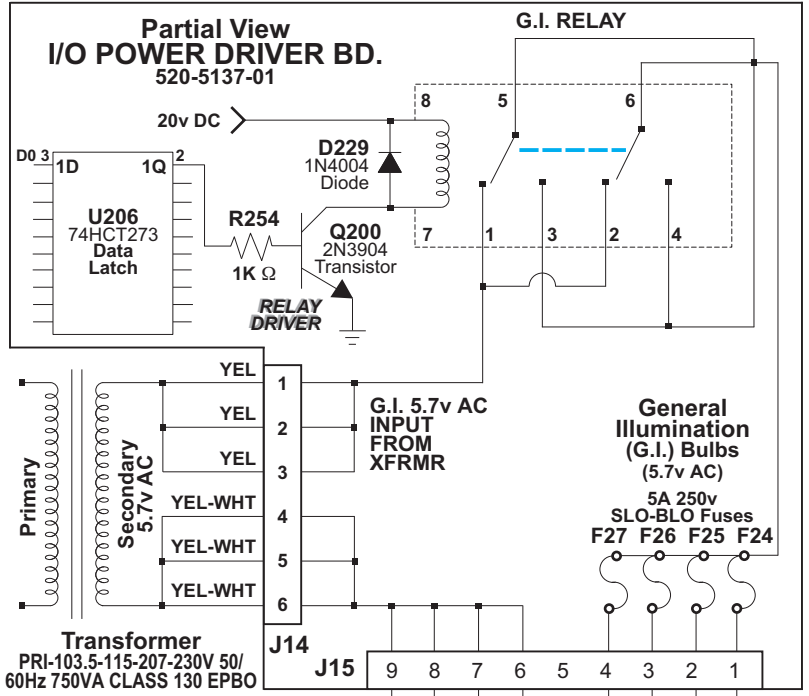 Partial View
I/O POWER DRIVER BD.
520-5137-01
G.I. RELAY
20v DC
8
5
6
D229
1N4004
Diode
D0 3
1D
1Q
2
U206
74HCT273
Data
Latch
R254
1K Ω
Q200
2N3904
Transistor
RELAY
DRIVER
7
1
3
2
4
YEL
1
YEL
2
YEL
3
YEL-WHT
4
YEL-WHT
5
YEL-WHT
6
G.I. 5.7v AC
INPUT
FROM
XFRMR
Primary
Secondary
5.7v AC
General
Illumination
(G.I.) Bulbs
(5.7v AC)
5A 250v
SLO-BLO Fuses
F27 F26 F25 F24
Transformer
PRI-103.5-115-207-230V 50/
60Hz 750VA CLASS 130 EPBO
J14
J15
9 8 7 6 5 4 3 2 1